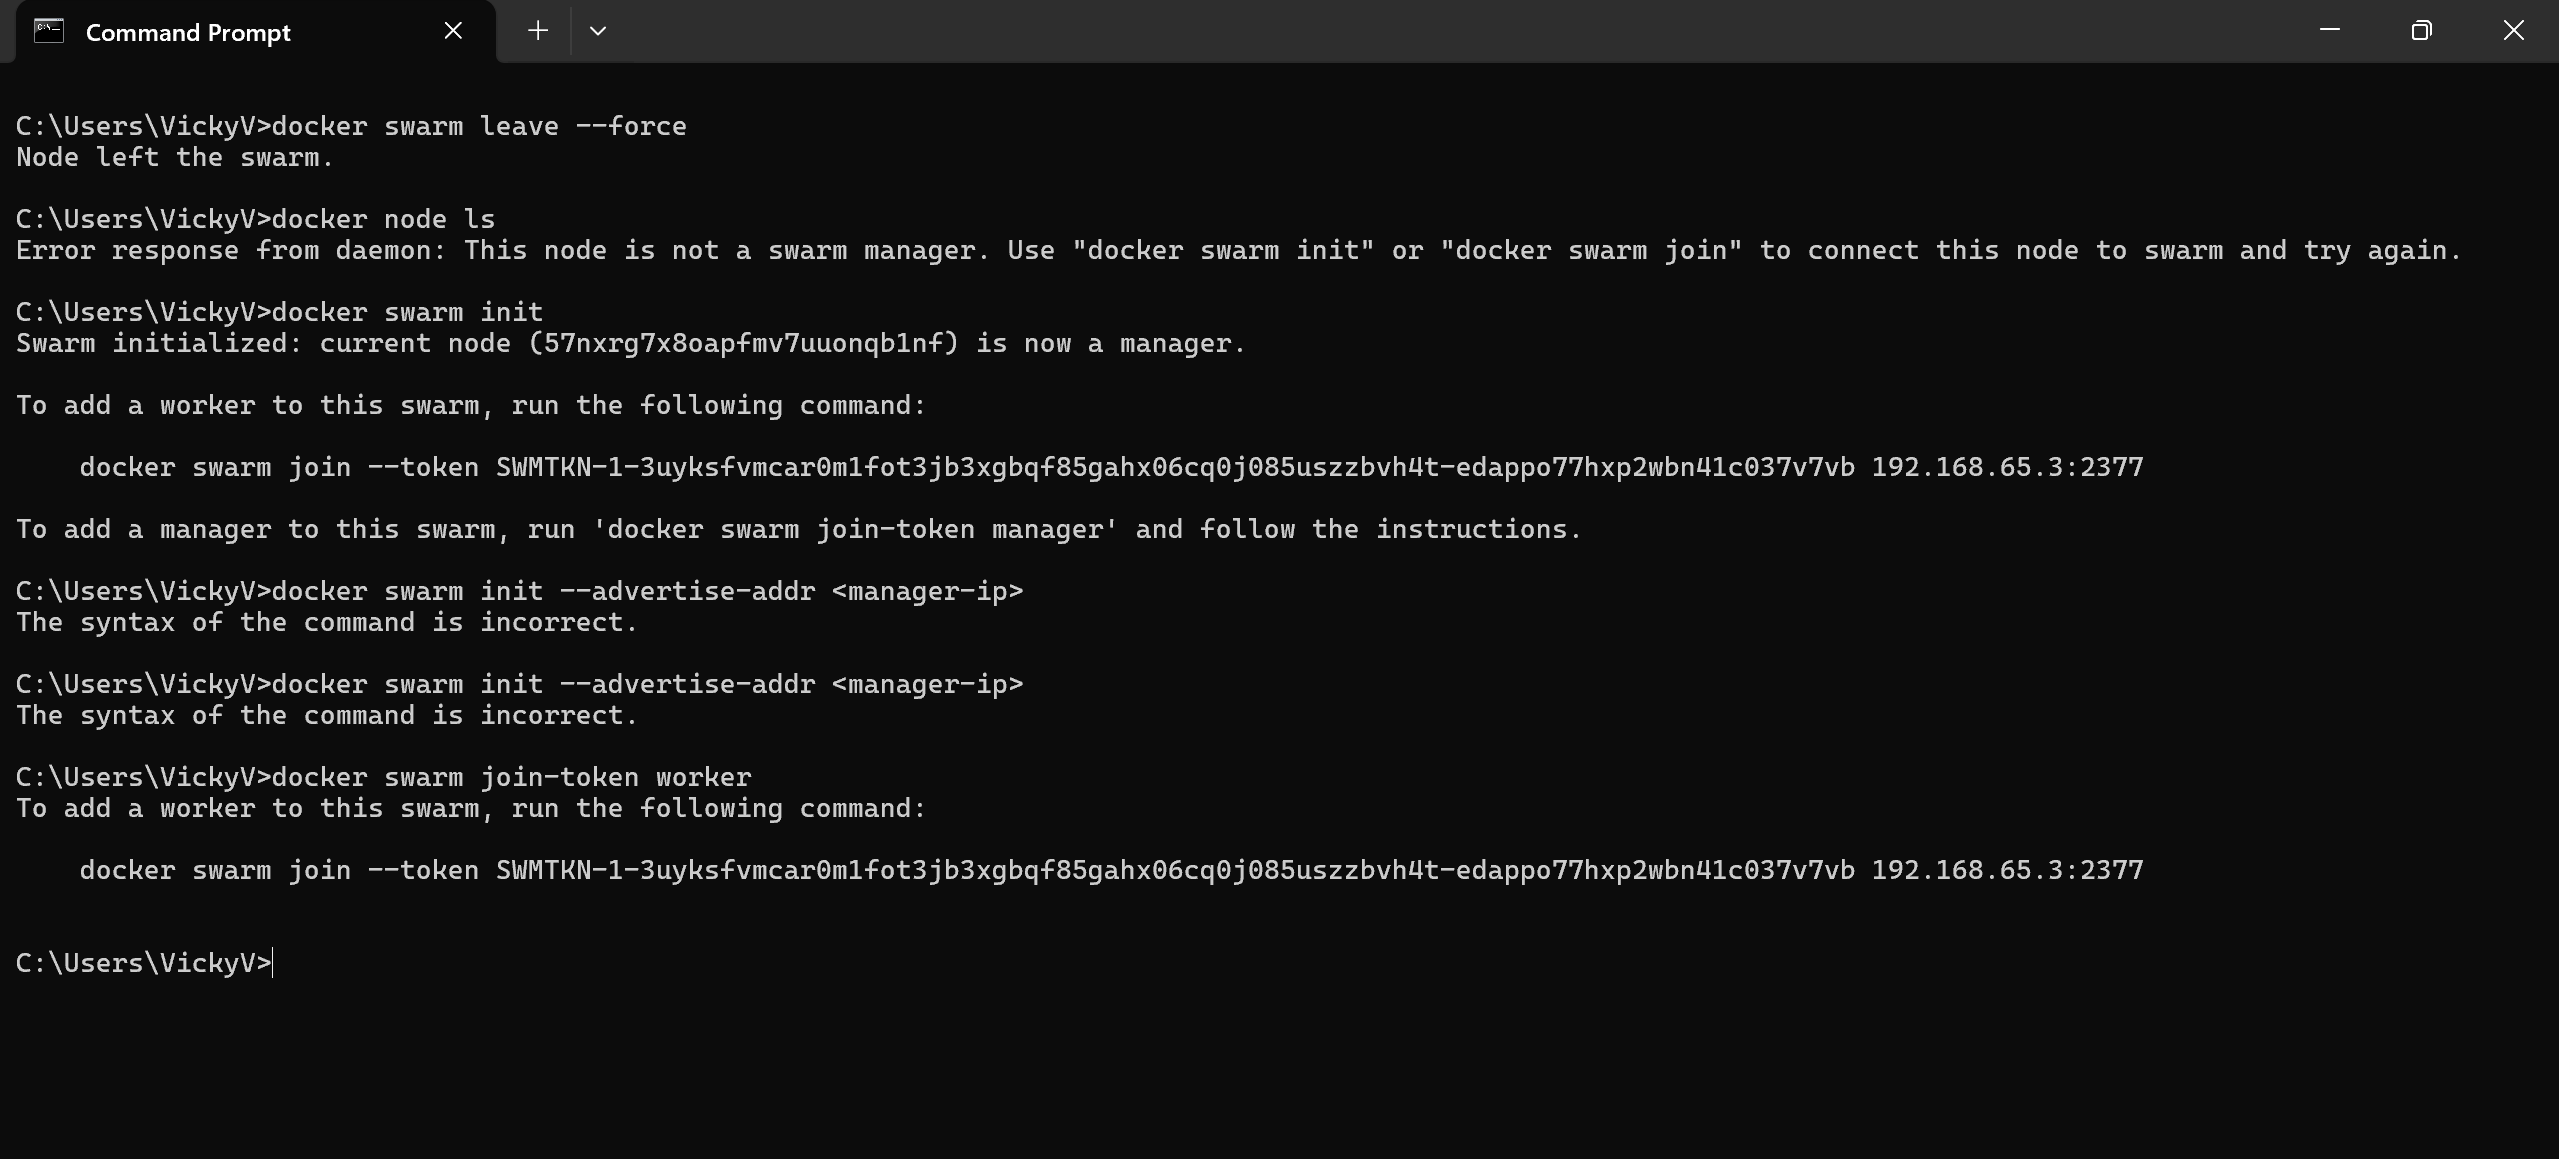 Command Prompt
C:\Users\VickyV>docker swarm leave --force
Node left the swarm.
C:\Users\VickyV>docker node ls
Error response from daemon: This node is not a swarm manager. Use "docker swarm init" or "docker swarm join" to connect this node to swarm and try again.
C:\Users\VickyV>docker swarm init
Swarm initialized: current node (57nxrg7x8oapfmv7uuonqb1nf) is now a manager.
To add a worker to this swarm, run the following command:
docker swarm join --token SWMTKN-1-3uyksfvmcar0m1fot3jb3xgbqf85gahx06cq0j085uszzbvh4t-edappo77hxp2wbn41c037v7vb 192.168.65.3:2377
To add a manager to this swarm, run 'docker swarm join-token manager' and follow the instructions.
C:\Users\VickyV>docker swarm init --advertise-addr <manager-ip>
The syntax of the command is incorrect.
C:\Users\VickyV>docker swarm init --advertise-addr <manager-ip>
The syntax of the command is incorrect.
C:\Users\VickyV>docker swarm join-token worker
To add a worker to this swarm, run the following command:
docker swarm join --token SWMTKN-1-3uyksfvmcar0m1fot3jb3xgbqf85gahx06cq0j085uszzbvh4t-edappo77hxp2wbn41c037v7vb 192.168.65.3:2377
C:\Users\VickyV>